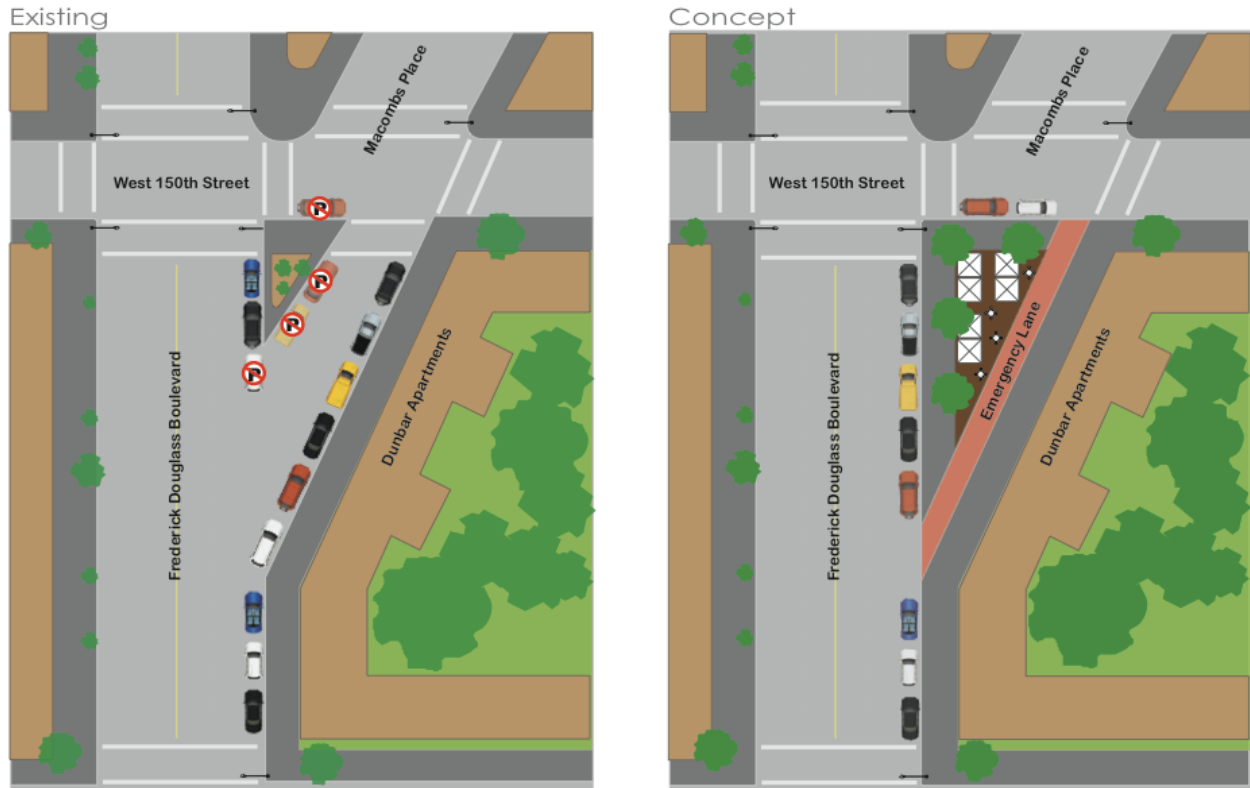 Existing
Macombs Place
West 150th Street
P
P
P
P
Frederick Douglass Boulevard
Dunbar Apartments
Concept
Macombs Place
West 150th Street
Frederick Douglass Boulevard
Emergency Lane
Dunbar Apartments